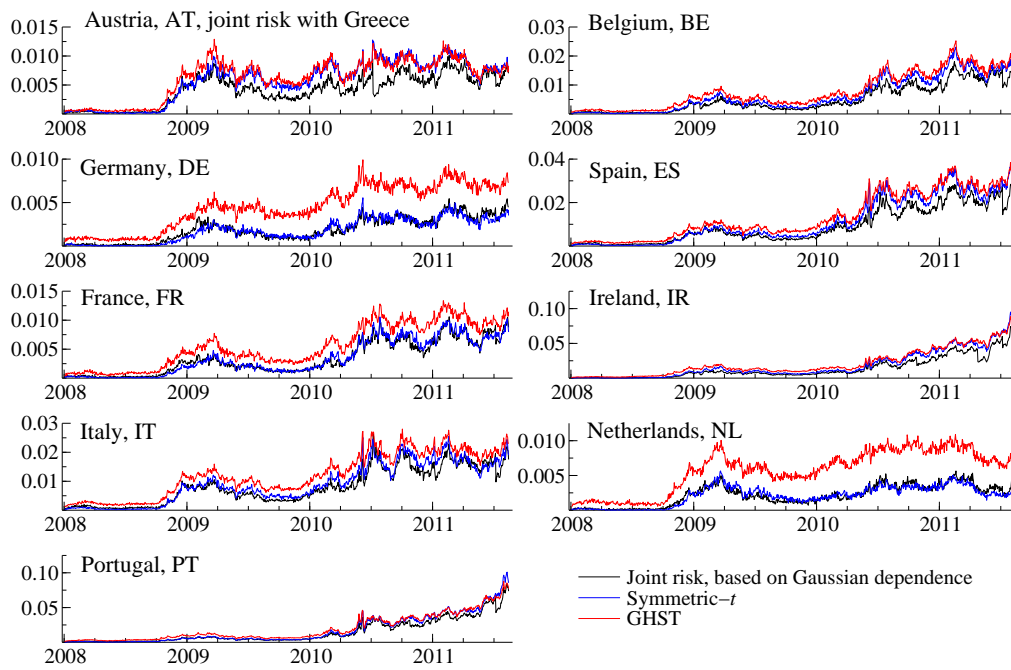 Austria, AT, joint risk with Greece
0.015
0.010
0.005
2008 2009 2010 2011
Belgium, BE
0.03
0.02
0.01
2008 2009 2010 2011
Germany, DE
0.010
0.005
2008 2009 2010 2011
Spain, ES
0.04
0.02
2008 2009 2010 2011
France, FR
0.015
0.010
0.005
2008 2009 2010 2011
Ireland, IR
0.10
0.05
2008 2009 2010 2011
Italy, IT
0.03
0.02
0.01
2008 2009 2010 2011
Netherlands, NL
0.010
0.005
2008 2009 2010 2011
Portugal, PT
0.10
0.05
2008 2009 2010 2011
Joint risk, based on Gaussian dependence
Symmetric−t
GHST